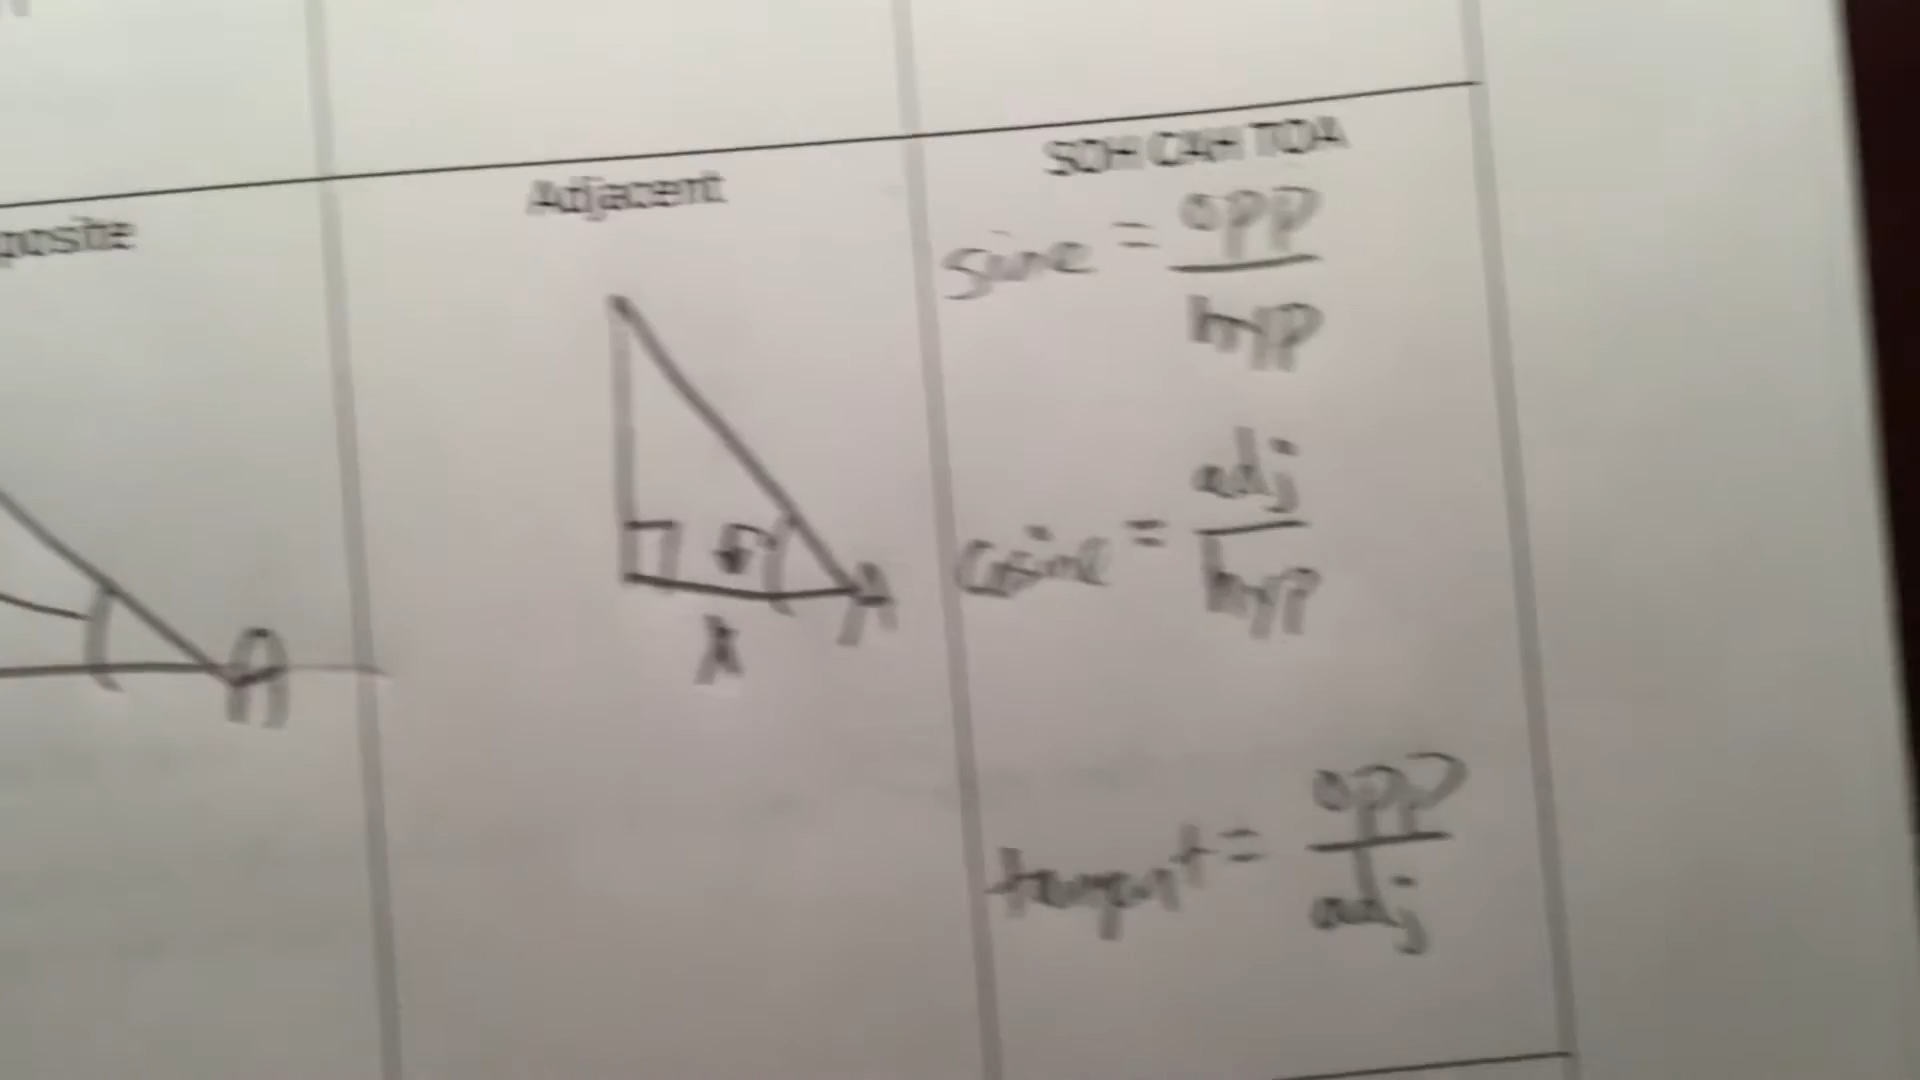 posite
A
Adjacent
x
A
SOH CAH TOA
sine = opp
hyp
cosine = adj
hyp
tangent = opp
adj